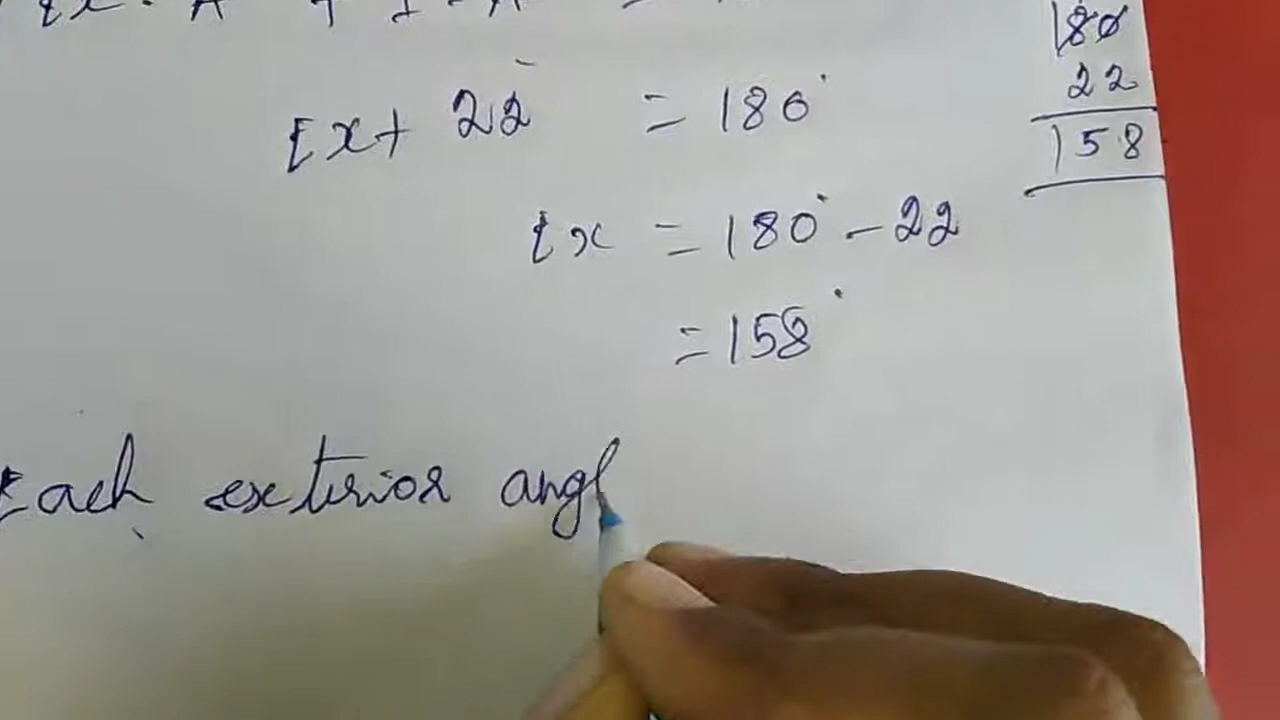 180
22
158
[x + 22 = 180°
[x = 180° - 22
= 158°
Each exterior angl